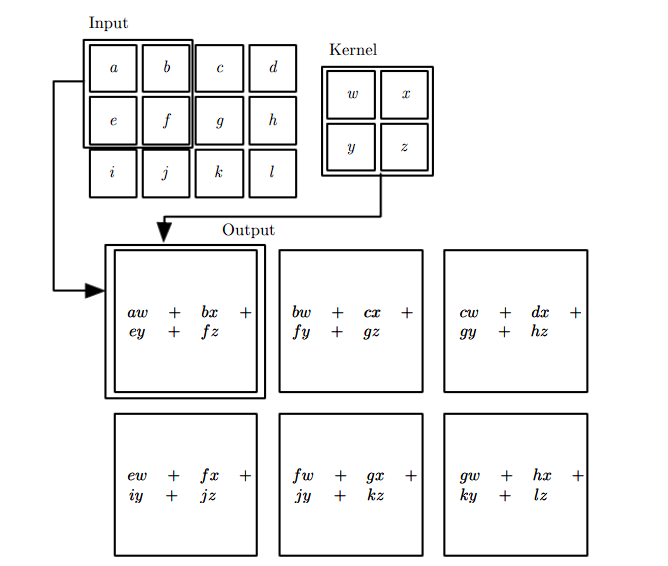 Input
a b c d
Kernel
w x
e f g h
y z
i j k l
Output
aw + bx +
ey + fz
bw + cx +
fy + gz
cw + dx +
gy + hz
ew + fx +
iy + jz
fw + gx +
jy + kz
gw + hx +
ky + lz